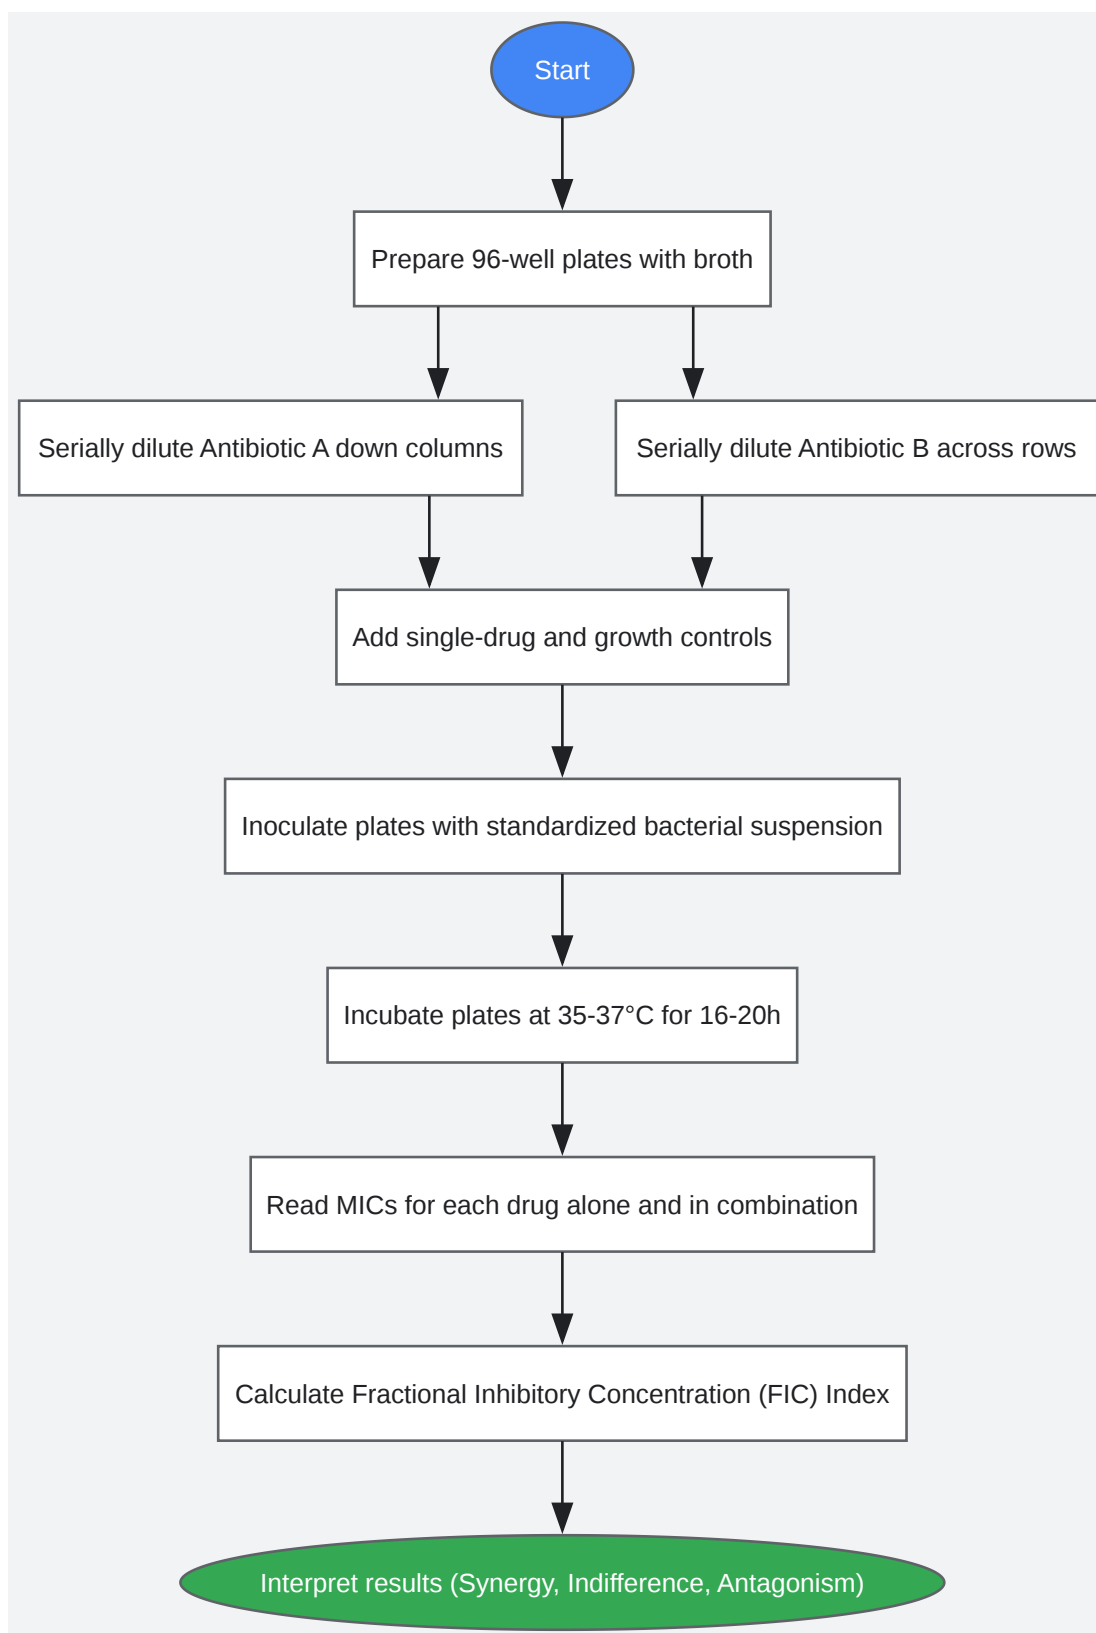 Start
Prepare 96-well plates with broth
Serially dilute Antibiotic A down columns
Serially dilute Antibiotic B across rows
Add single-drug and growth controls
Inoculate plates with standardized bacterial suspension
Incubate plates at 35-37°C for 16-20h
Read MICs for each drug alone and in combination
Calculate Fractional Inhibitory Concentration (FIC) Index
Interpret results (Synergy, Indifference, Antagonism)